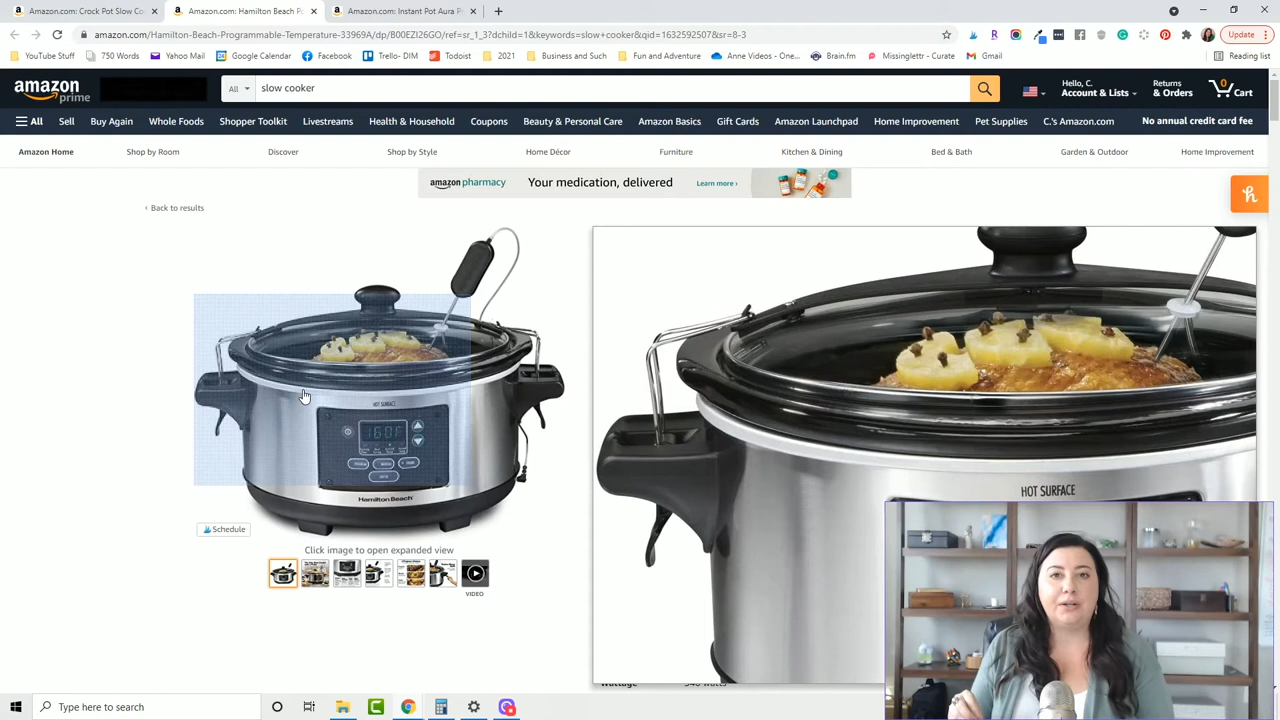 Amazon.com: Crock Pot Slow Co
Amazon.com: Hamilton Beach Po
Amazon.com: Instant Pot Aura P
amazon.com/Hamilton-Beach-Programmable-Temperature-33969A/dp/B00EZI26GO/ref=sr_1_3?dchild=1&keywords=slow+cooker&qid=1632592507&sr=8-3
Update
YouTube Stuff
750 Words
Yahoo Mail
Google Calendar
Facebook
Trello- DIM
Todoist
2021
Fun and Adventure
Anne Videos – One...
Brain.fm
Missinglettr - Curate
Gmail
Reading list
amazon prime
All
slow cooker
Hello, C.
Account & Lists
Returns
& Orders
0
Cart
All
Sell
Buy Again
Whole Foods
Shopper Toolkit
Livestreams
Health & Household
Coupons
Beauty & Personal Care
Amazon Basics
Gift Cards
Amazon Launchpad
Home Improvement
Pet Supplies
C.'s Amazon.com
No annual credit card fee
Amazon Home
Shop by Room
Discover
Shop by Style
Home Décor
Furniture
Kitchen & Dining
Bed & Bath
Garden & Outdoor
Home Improvement
amazon pharmacy
Your medication, delivered
Learn more ›
‹ Back to results
HOT SURFACE
160F
Hamilton Beach
HOT SURFACE
Schedule
Click image to open expanded view
VIDEO
Type here to search